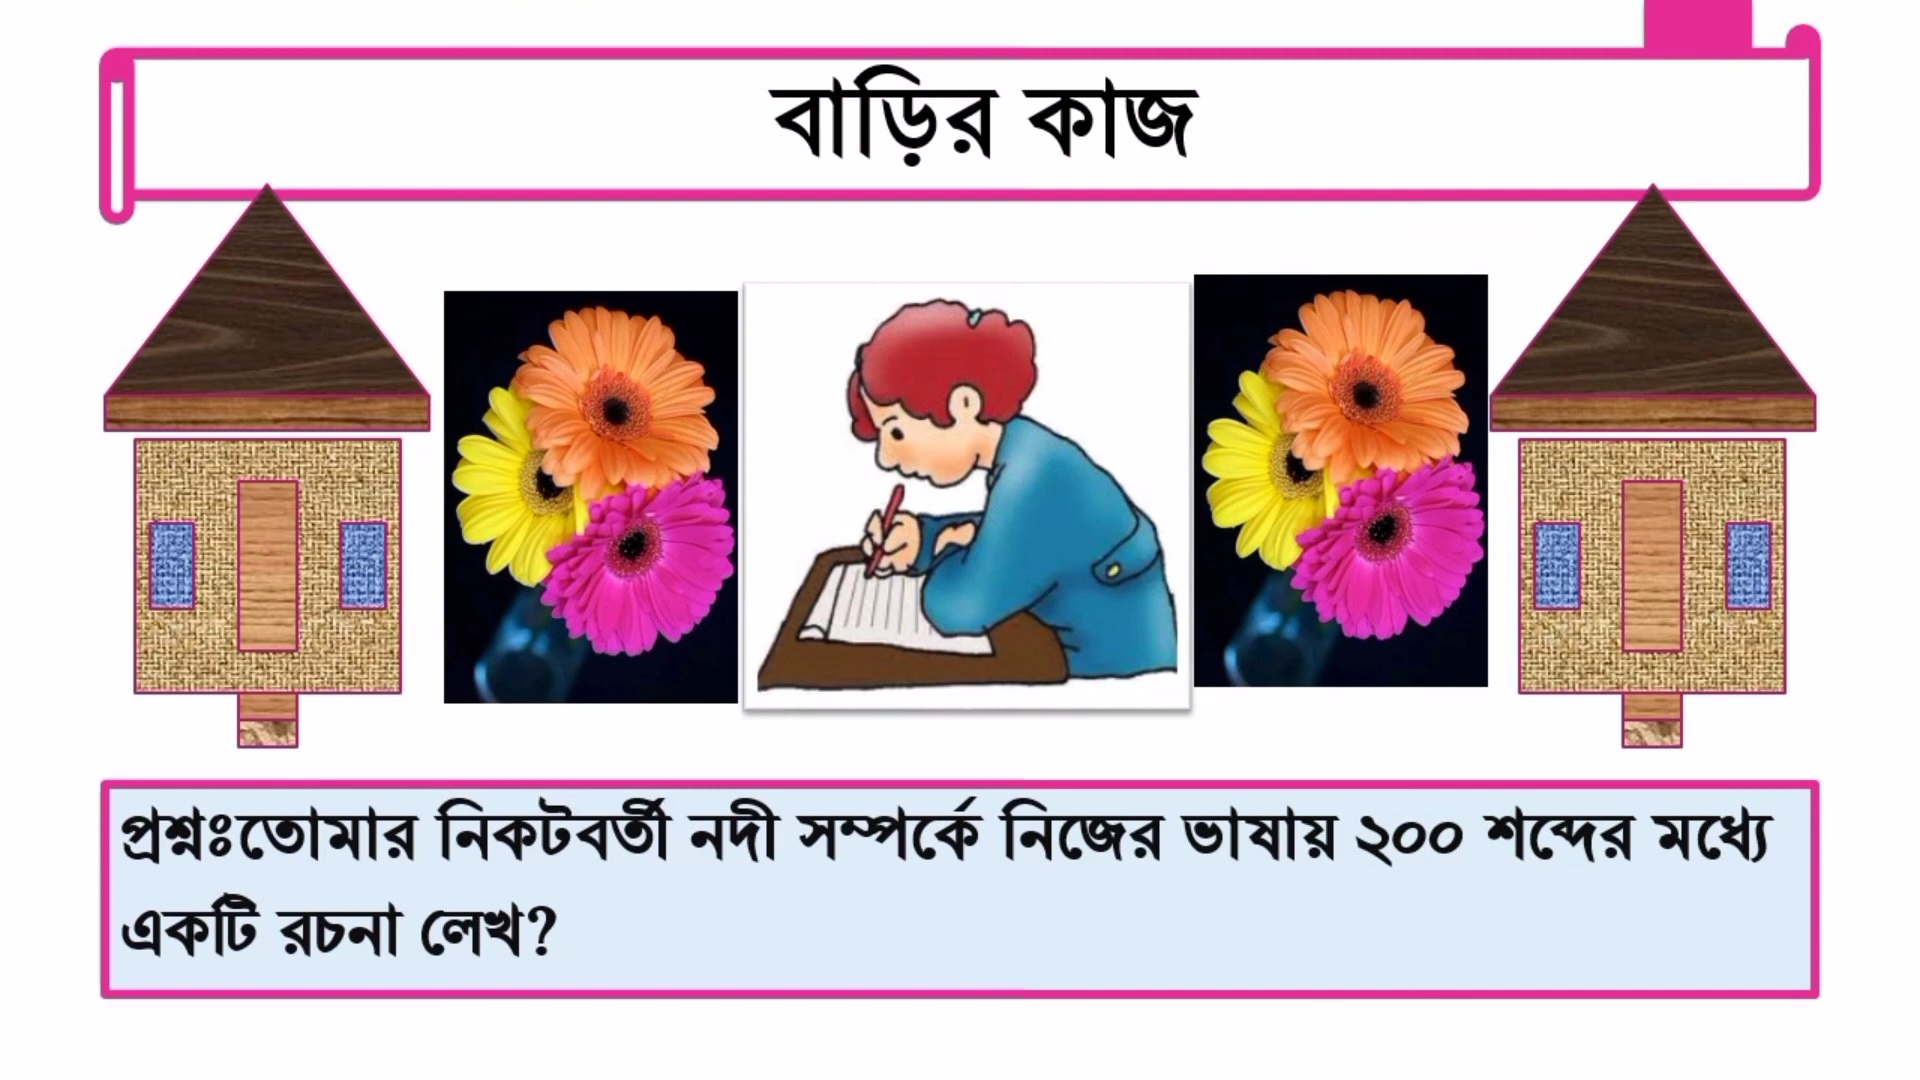 বাড়ির কাজ
প্রশ্নঃতোমার নিকটবর্তী নদী সম্পর্কে নিজের ভাষায় ২০০ শব্দের মধ্যে
একটি রচনা লেখ?